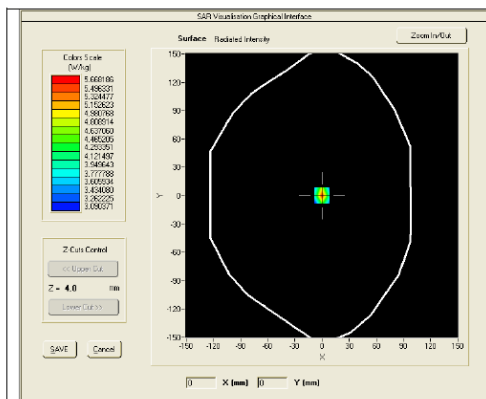 SAR Visualisation Graphical Interface
Surface Radiated Intensity
Zoom In/Out
Colors Scale
(W/kg)
5.668186
5.496331
5.324477
5.152623
4.980768
4.808914
4.637060
4.465205
4.293351
4.121497
3.949643
3.777788
3.605934
3.434080
3.262225
3.090371
150
120
90
60
30
0
-30
-60
-90
-120
-150
Y
-150 -120 -90 -60 -30 0 30 60 90 120 150
X
Z-Cuts Control
<< Upper Cut
Z = 4.0 mm
Lower Cut >>
SAVE Cancel
0 X (mm) 0 Y (mm)